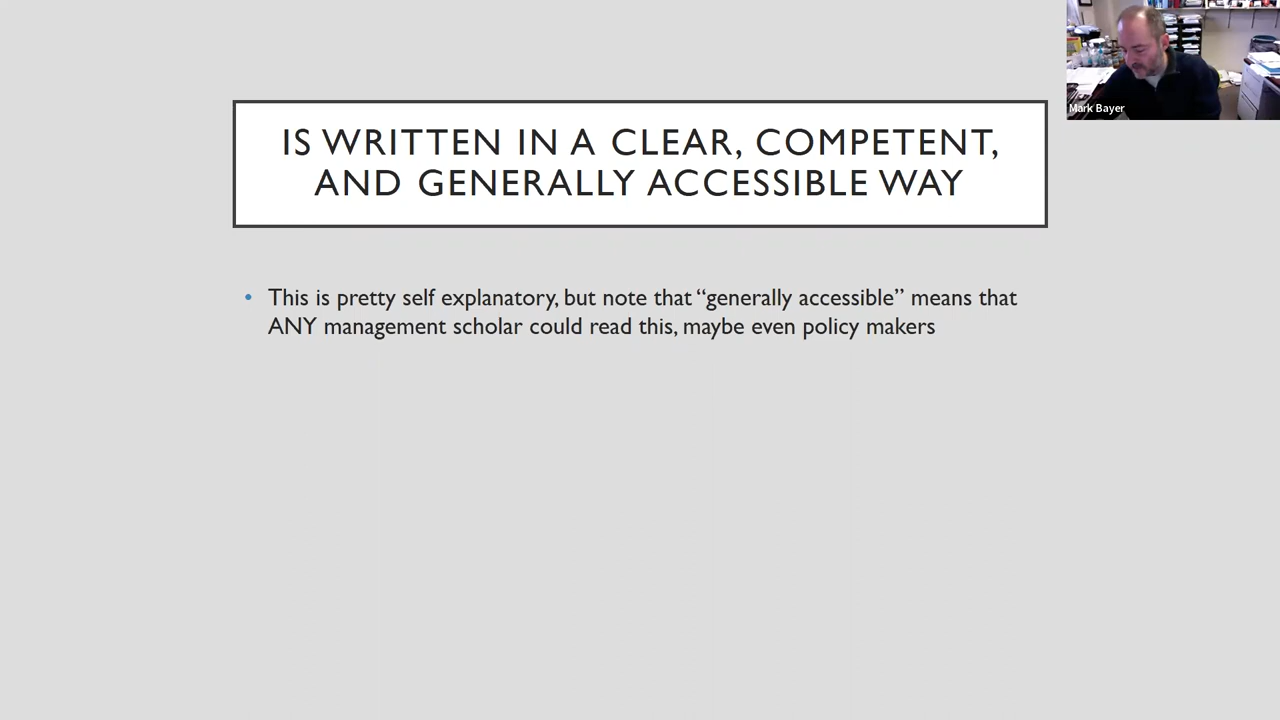 IS WRITTEN IN A CLEAR, COMPETENT,
AND GENERALLY ACCESSIBLE WAY
• This is pretty self explanatory, but note that “generally accessible” means that
ANY management scholar could read this, maybe even policy makers
Mark Bayer